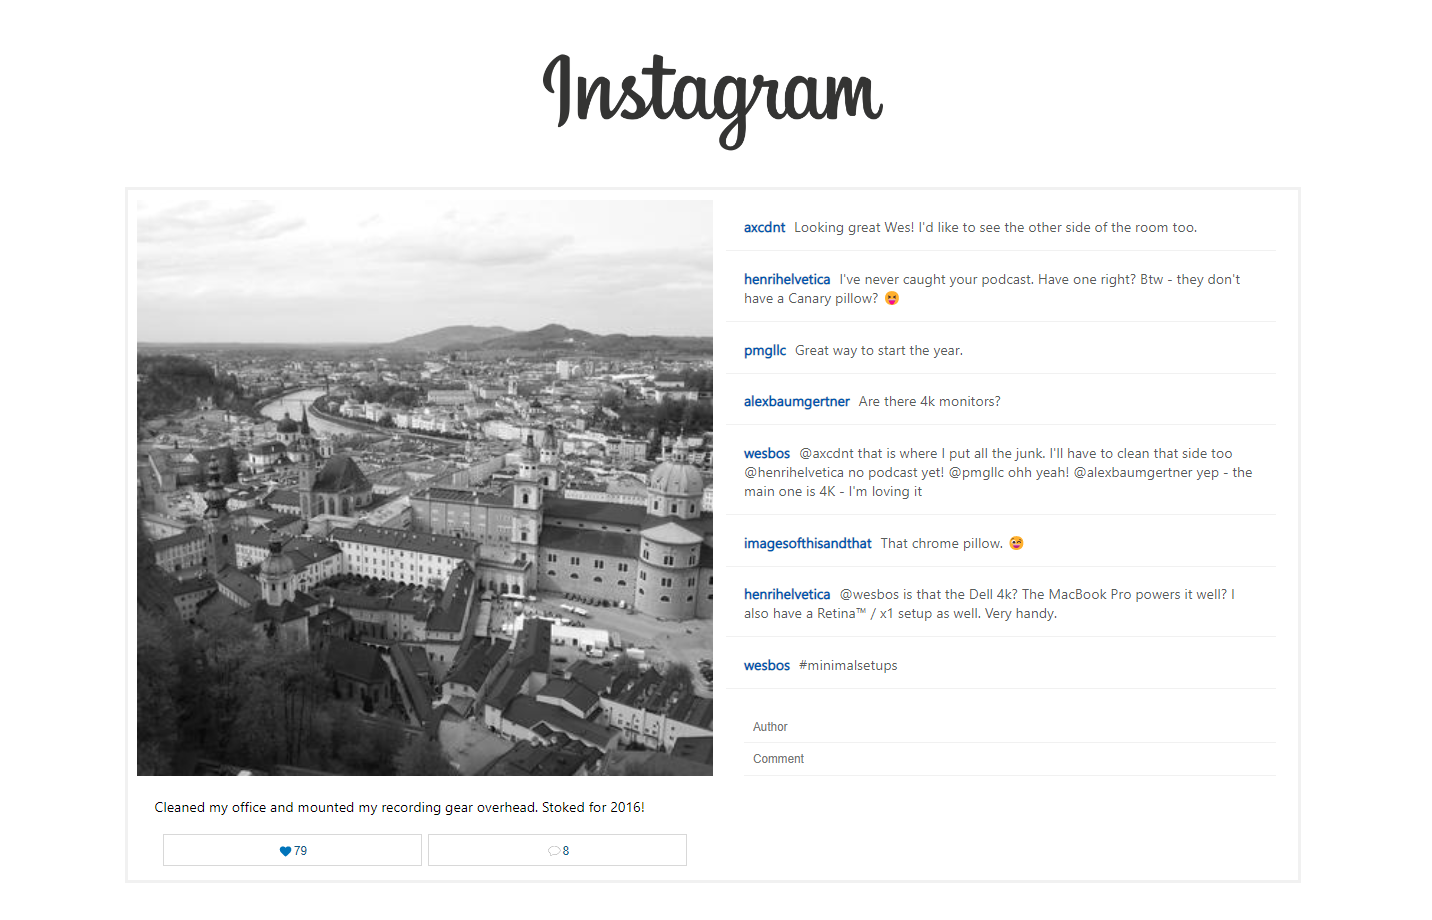 Instagram
axcdnt Looking great Wes! I'd like to see the other side of the room too.
henrihelvetica I've never caught your podcast. Have one right? Btw - they don't
have a Canary pillow? 😝
pmgllc Great way to start the year.
alexbaumgertner Are there 4k monitors?
wesbos @axcdnt that is where I put all the junk. I'll have to clean that side too
@henrihelvetica no podcast yet! @pmgllc ohh yeah! @alexbaumgertner yep - the
main one is 4K - I'm loving it
imagesofthisandthat That chrome pillow. 😜
henrihelvetica @wesbos is that the Dell 4k? The MacBook Pro powers it well? I
also have a Retina™ / x1 setup as well. Very handy.
wesbos #minimalsetups
Author
Comment
Cleaned my office and mounted my recording gear overhead. Stoked for 2016!
79
8